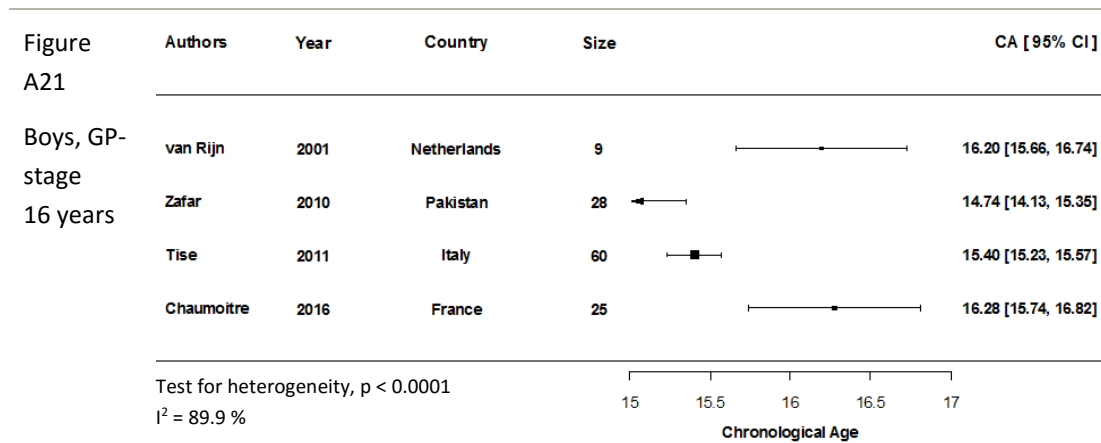 Figure
A21
Boys, GP-
stage
16 years
Authors Year Country Size CA [ 95% CI ]
van Rijn 2001 Netherlands 9 16.20 [15.66, 16.74]
Zafar 2010 Pakistan 28 14.74 [14.13, 15.35]
Tise 2011 Italy 60 15.40 [15.23, 15.57]
Chaumoitre 2016 France 25 16.28 [15.74, 16.82]
Test for heterogeneity, p < 0.0001
I² = 89.9 %
15 15.5 16 16.5 17
Chronological Age